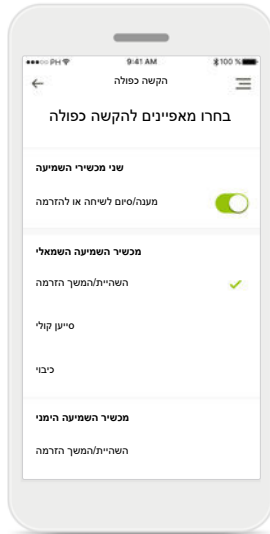 PH
9:41 AM
100 %
הקשה כפולה
בחרו מאפיינים להקשה כפולה
שני מכשירי השמיעה
מענה/סיום לשיחה או להזרמה
מכשיר השמיעה השמאלי
השהיית/המשך הזרמה
סייען קולי
כיבוי
מכשיר השמיעה הימני
השהיית/המשך הזרמה